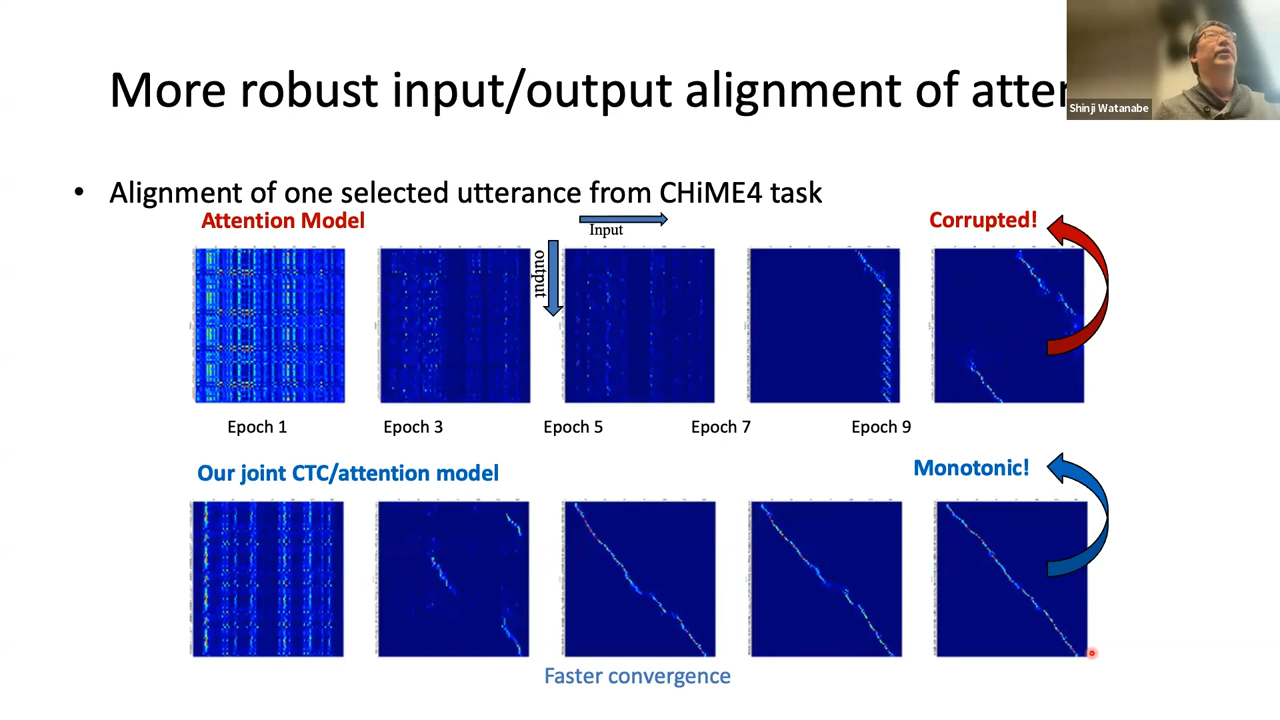 More robust input/output alignment of atten
Shinji Watanabe
• Alignment of one selected utterance from CHiME4 task
Attention Model
Input
output
Corrupted!
Epoch 1
Epoch 3
Epoch 5
Epoch 7
Epoch 9
Our joint CTC/attention model
Monotonic!
Faster convergence